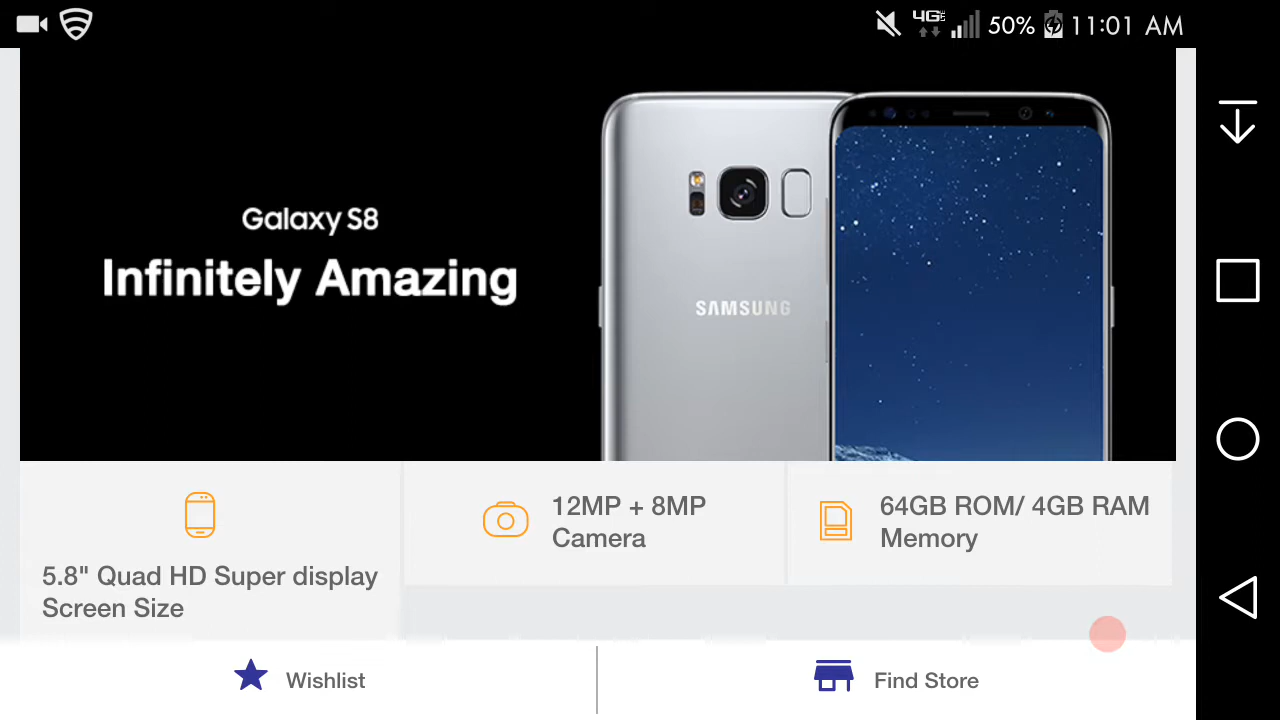 4G LTE 50% 11:01 AM
Galaxy S8
Infinitely Amazing
SAMSUNG
12MP + 8MP
Camera
64GB ROM/ 4GB RAM
Memory
5.8" Quad HD Super display
Screen Size
Wishlist
Find Store